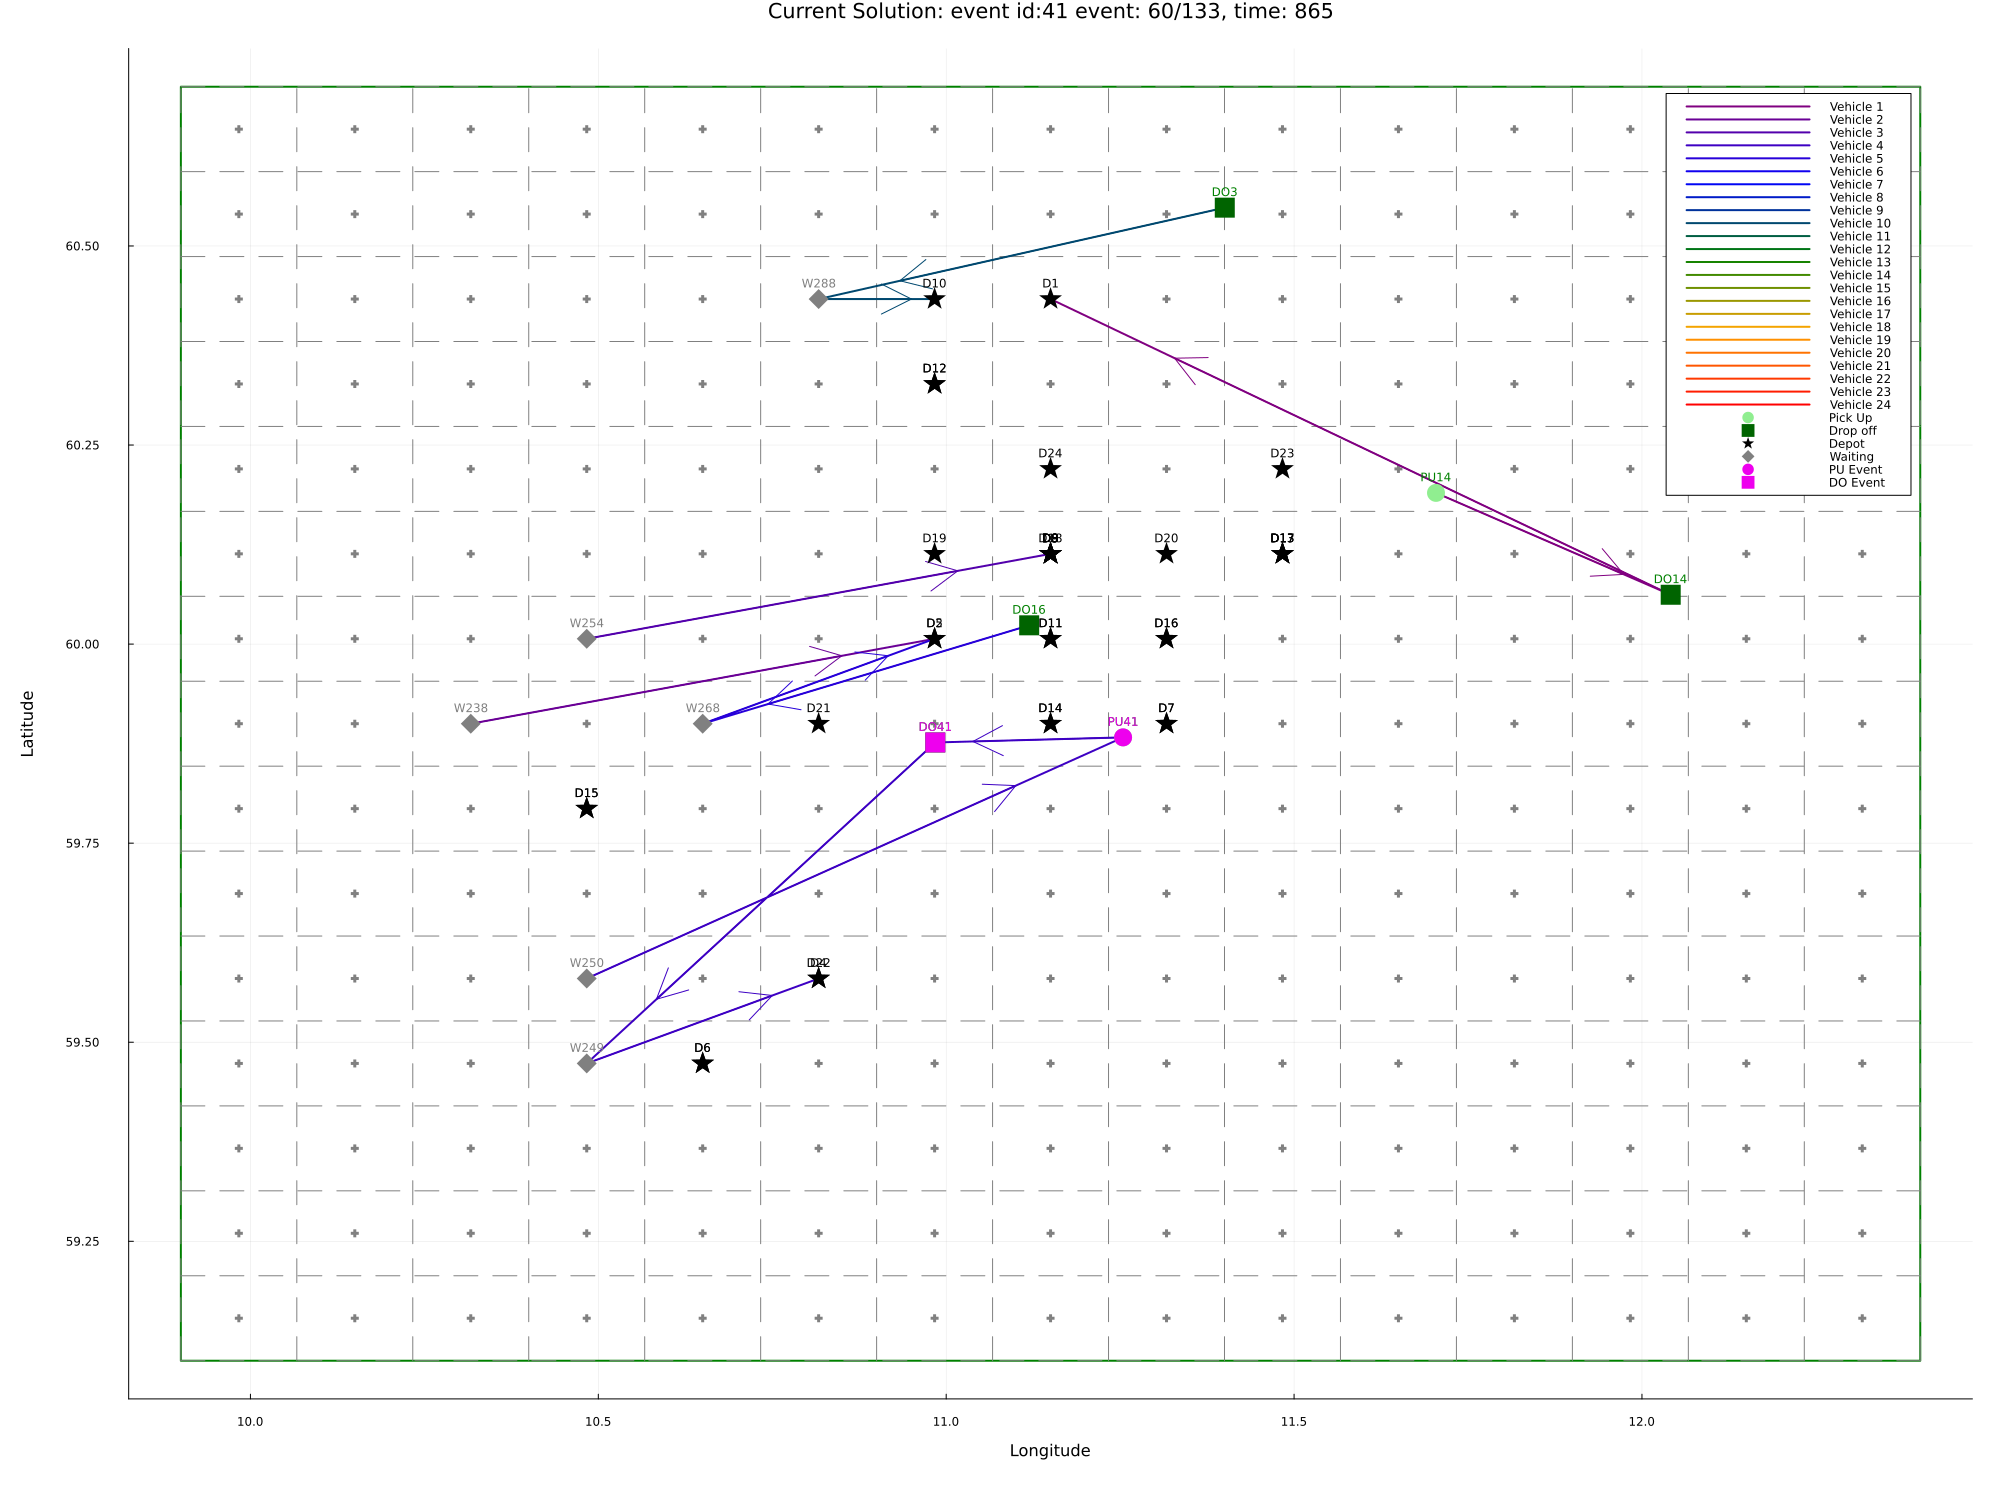 Current Solution: event id:41 event: 60/133, time: 865
Vehicle 1
Vehicle 2
Vehicle 3
Vehicle 4
Vehicle 5
Vehicle 6
Vehicle 7
Vehicle 8
Vehicle 9
Vehicle 10
Vehicle 11
Vehicle 12
Vehicle 13
Vehicle 14
Vehicle 15
Vehicle 16
Vehicle 17
Vehicle 18
Vehicle 19
Vehicle 20
Vehicle 21
Vehicle 22
Vehicle 23
Vehicle 24
Pick Up
Drop off
Depot
Waiting
PU Event
DO Event
DO3
60.50
W288
D10
D1
D12
60.25
D24
D23
PU14
D19
D20
DO14
DO16
W254
D11
D16
60.00
W238
W268
D21
D14
D7
DO41
PU41
Latitude
D15
59.75
W250
D22
59.50
W249
D6
59.25
10.0
10.5
11.0
11.5
12.0
Longitude